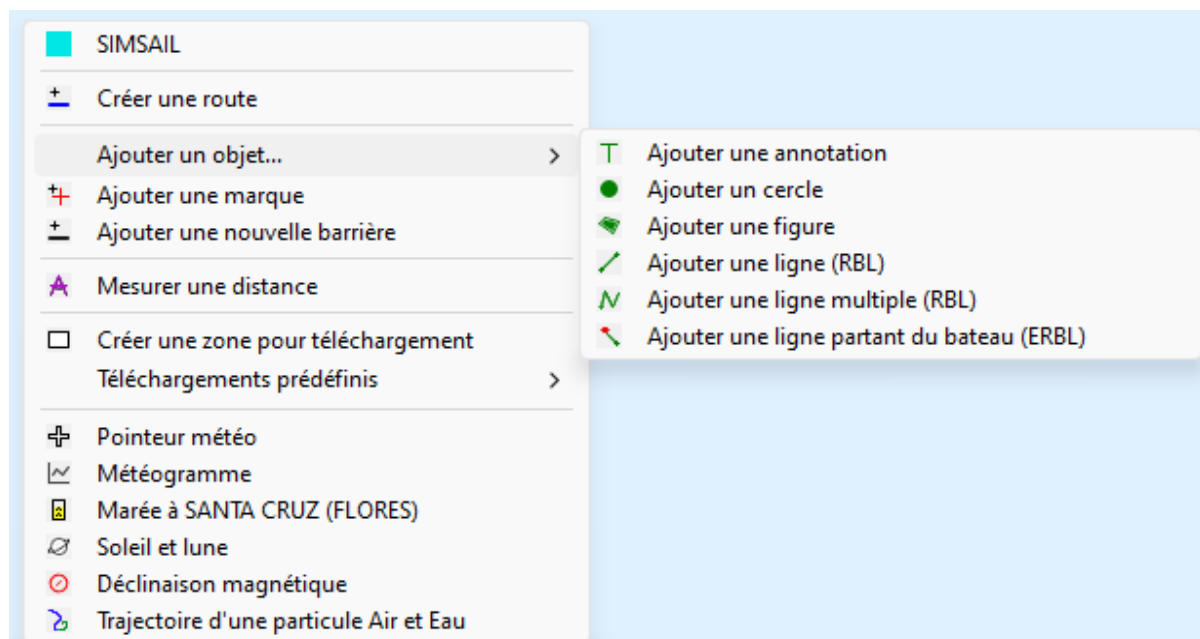 SIMSAIL
Créer une route
Ajouter un objet...
Ajouter une marque
Ajouter une nouvelle barrière
Mesurer une distance
Créer une zone pour téléchargement
Téléchargements prédéfinis
Pointeur météo
Météogramme
Marée à SANTA CRUZ (FLORES)
Soleil et lune
Déclinaison magnétique
Trajectoire d'une particule Air et Eau
Ajouter une annotation
Ajouter un cercle
Ajouter une figure
Ajouter une ligne (RBL)
Ajouter une ligne multiple (RBL)
Ajouter une ligne partant du bateau (ERBL)